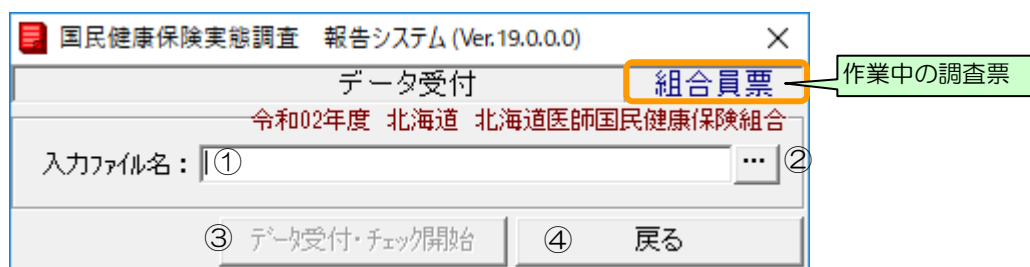 国民健康保険実態調査 報告システム (Ver.19.0.0.0)
データ受付 組合員票
作業中の調査票
令和02年度 北海道 北海道医師国民健康保険組合
入力ファイル名： ① ... ②
③ データ受付・チェック開始 ④ 戻る